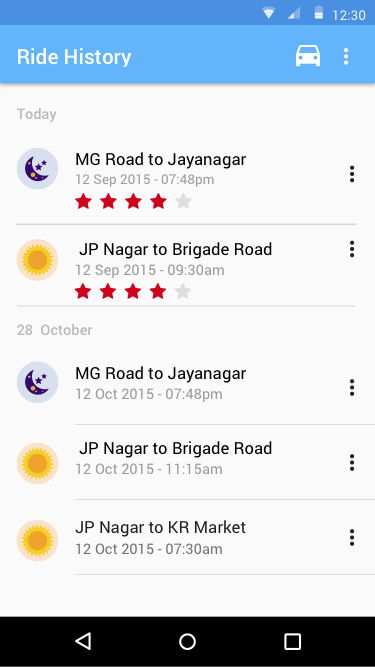 12:30
Ride History
Today
MG Road to Jayanagar
12 Sep 2015 - 07:48pm
JP Nagar to Brigade Road
12 Sep 2015 - 09:30am
28 October
MG Road to Jayanagar
12 Oct 2015 - 07:48pm
JP Nagar to Brigade Road
12 Oct 2015 - 11:15am
JP Nagar to KR Market
12 Oct 2015 - 07:30am